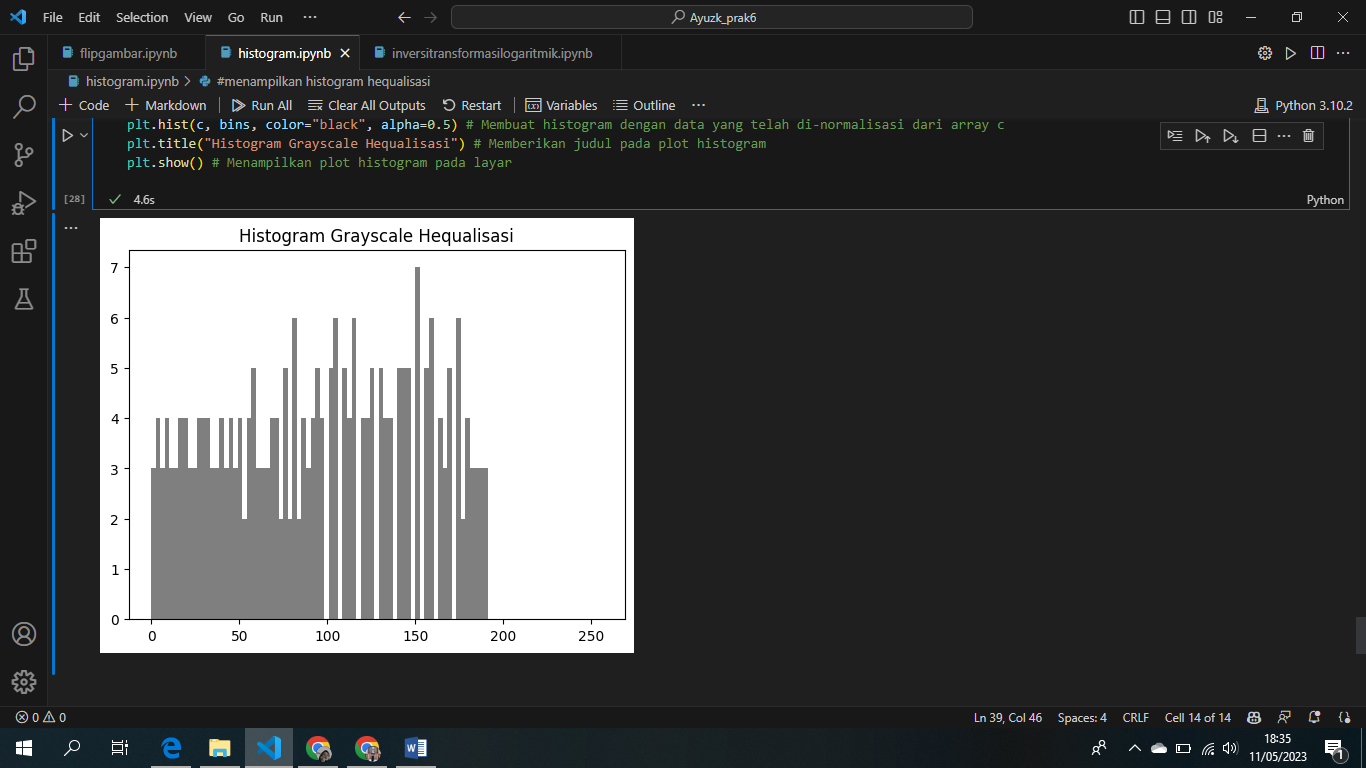 File Edit Selection View Go Run ··· Ayuzk_prak6
flipgambar.ipynb histogram.ipynb inversitransformasilogaritmik.ipynb
histogram.ipynb > #menampilkan histogram hequalisasi
+ Code + Markdown Run All Clear All Outputs Restart Variables Outline ··· Python 3.10.2
plt.hist(c, bins, color="black", alpha=0.5) # Membuat histogram dengan data yang telah di-normalisasi dari array c
plt.title("Histogram Grayscale Hequalisasi") # Memberikan judul pada plot histogram
plt.show() # Menampilkan plot histogram pada layar
[28] 4.6s Python
Histogram Grayscale Hequalisasi
7
6
5
4
3
2
1
0
0 50 100 150 200 250
0 0 Ln 39, Col 46 Spaces: 4 CRLF Cell 14 of 14
18:35
11/05/2023 1